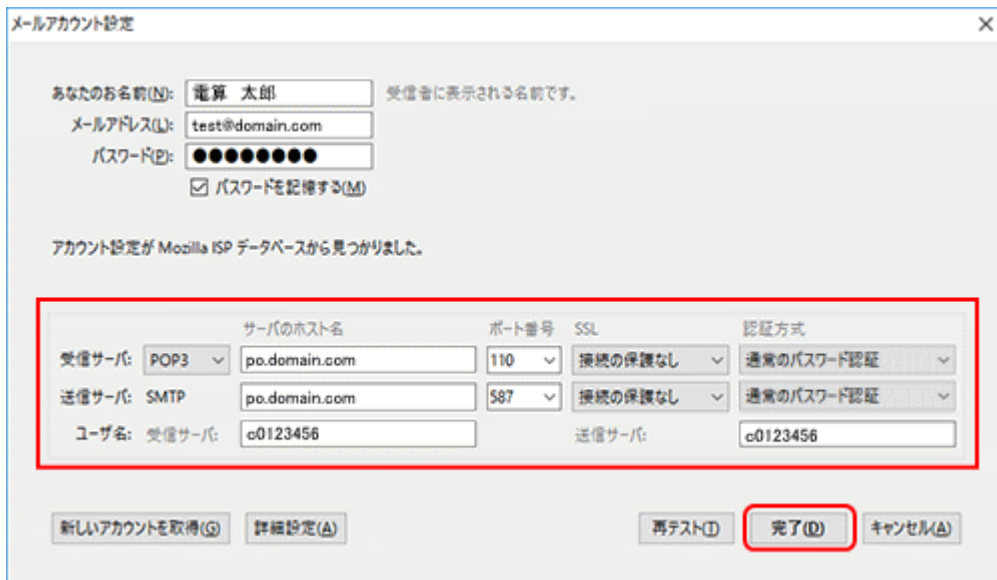 メールアカウント設定
あなたのお名前(N): 電算 太郎 受信者に表示される名前です。
メールアドレス(L): test@domain.com
パスワード(P): ●●●●●●●●
パスワードを記憶する(M)
アカウント設定が Mozilla ISP データベースから見つかりました。
サーバのホスト名 ポート番号 SSL 認証方式
受信サーバ: POP3 po.domain.com 110 接続の保護なし 通常のパスワード認証
送信サーバ: SMTP po.domain.com 587 接続の保護なし 通常のパスワード認証
ユーザ名: 受信サーバ: c0123456 送信サーバ: c0123456
新しいアカウントを取得(G) 詳細設定(A) 再テスト(T) 完了(D) キャンセル(A)